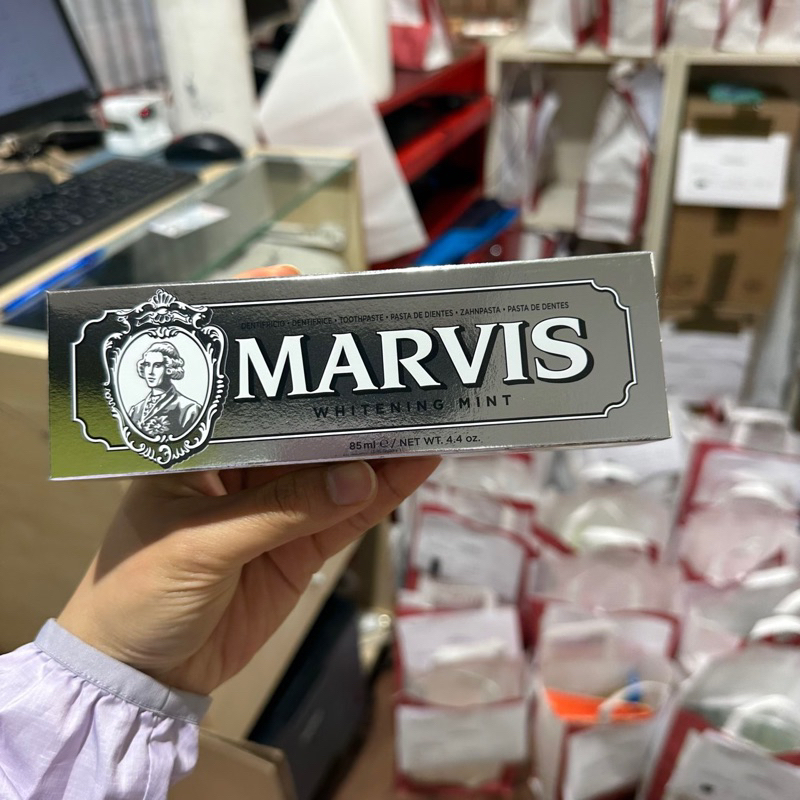 DENTIFRICIO • DENTIFRICE • TOOTHPASTE • PASTA DE DIENTES • ZAHNPASTA • PASTA DE DENTES
MARVIS
WHITENING MINT
85ml ℮ / NET WT. 4.4 oz.